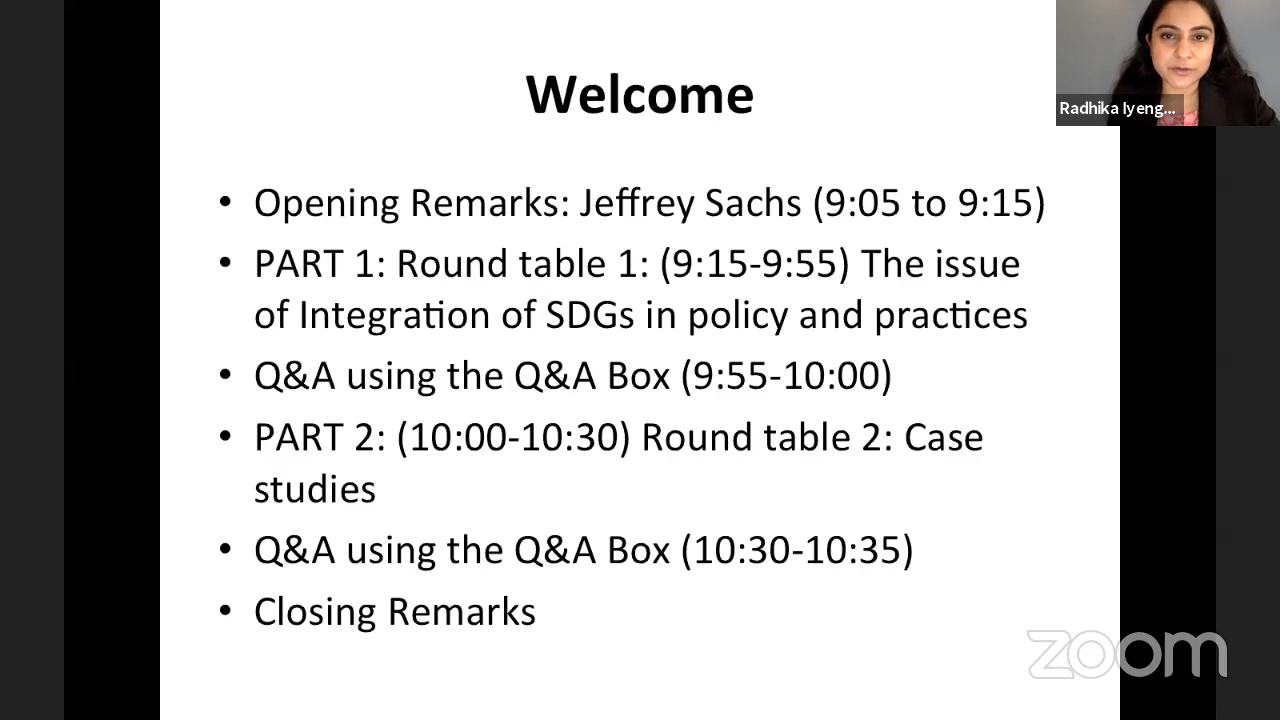 Welcome
Radhika Iyeng...
• Opening Remarks: Jeffrey Sachs (9:05 to 9:15)
• PART 1: Round table 1: (9:15-9:55) The issue
of Integration of SDGs in policy and practices
• Q&A using the Q&A Box (9:55-10:00)
• PART 2: (10:00-10:30) Round table 2: Case
studies
• Q&A using the Q&A Box (10:30-10:35)
• Closing Remarks
zoom